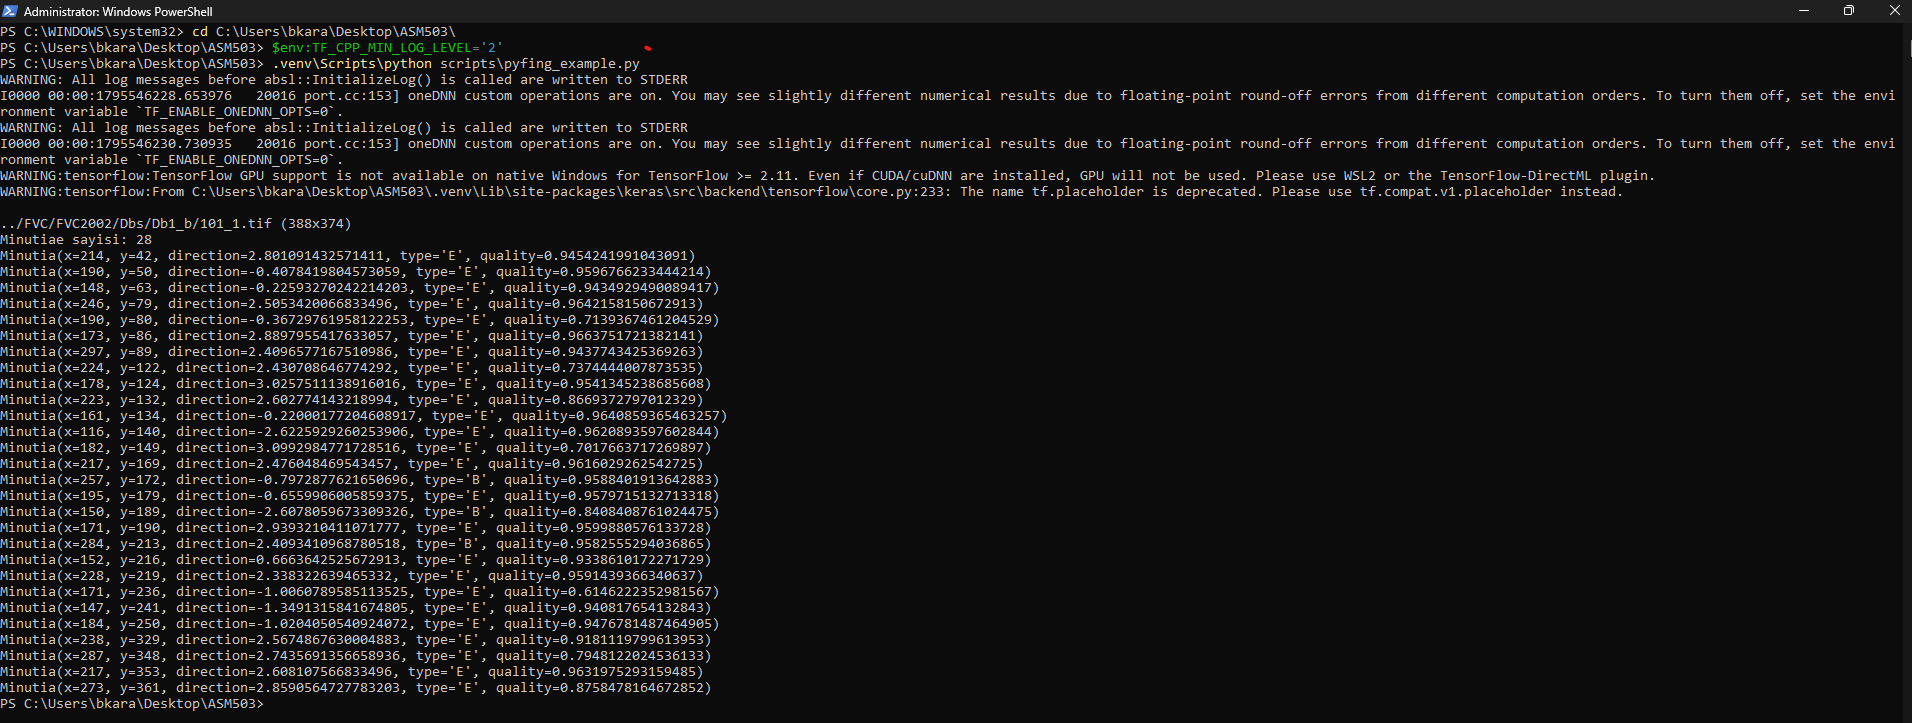 Administrator: Windows PowerShell
PS C:\WINDOWS\system32> cd C:\Users\bkara\Desktop\ASM503\
PS C:\Users\bkara\Desktop\ASM503> $env:TF_CPP_MIN_LOG_LEVEL='2'
PS C:\Users\bkara\Desktop\ASM503> .venv\Scripts\python scripts\pyfing_example.py
WARNING: All log messages before absl::InitializeLog() is called are written to STDERR
I0000 00:00:1795546228.653976   20016 port.cc:153] oneDNN custom operations are on. You may see slightly different numerical results due to floating-point round-off errors from different computation orders. To turn them off, set the envi
ronment variable `TF_ENABLE_ONEDNN_OPTS=0`.
WARNING: All log messages before absl::InitializeLog() is called are written to STDERR
I0000 00:00:1795546230.730935   20016 port.cc:153] oneDNN custom operations are on. You may see slightly different numerical results due to floating-point round-off errors from different computation orders. To turn them off, set the envi
ronment variable `TF_ENABLE_ONEDNN_OPTS=0`.
WARNING:tensorflow:TensorFlow GPU support is not available on native Windows for TensorFlow >= 2.11. Even if CUDA/cuDNN are installed, GPU will not be used. Please use WSL2 or the TensorFlow-DirectML plugin.
WARNING:tensorflow:From C:\Users\bkara\Desktop\ASM503\.venv\Lib\site-packages\keras\src\backend\tensorflow\core.py:233: The name tf.placeholder is deprecated. Please use tf.compat.v1.placeholder instead.
../FVC/FVC2002/Dbs/Db1_b/101_1.tif (388x374)
Minutiae sayisi: 28
Minutia(x=214, y=42, direction=2.801091432571411, type='E', quality=0.9454241991043091)
Minutia(x=190, y=50, direction=-0.4078419804573059, type='E', quality=0.9596766233444214)
Minutia(x=148, y=63, direction=-0.22593270242214203, type='E', quality=0.9434929490089417)
Minutia(x=246, y=79, direction=2.5053420066833496, type='E', quality=0.9642158150672913)
Minutia(x=190, y=80, direction=-0.36729761958122253, type='E', quality=0.7139367461204529)
Minutia(x=173, y=86, direction=2.8897955417633057, type='E', quality=0.9663751721382141)
Minutia(x=297, y=89, direction=2.4096577167510986, type='E', quality=0.9437743425369263)
Minutia(x=224, y=122, direction=2.430708646774292, type='E', quality=0.7374444007873535)
Minutia(x=178, y=124, direction=3.0257511138916016, type='E', quality=0.9541345238685608)
Minutia(x=223, y=132, direction=2.602774143218994, type='E', quality=0.8669372797012329)
Minutia(x=161, y=134, direction=-0.22000177204608917, type='E', quality=0.9640859365463257)
Minutia(x=116, y=140, direction=-2.6225929260253906, type='E', quality=0.9620893597602844)
Minutia(x=182, y=149, direction=3.0992984771728516, type='E', quality=0.7017663717269897)
Minutia(x=217, y=169, direction=2.476048469543457, type='E', quality=0.9616029262542725)
Minutia(x=257, y=172, direction=-0.7972877621650696, type='B', quality=0.9588401913642883)
Minutia(x=195, y=179, direction=-0.6559906005859375, type='E', quality=0.9579715132713318)
Minutia(x=150, y=189, direction=-2.6078059673309326, type='B', quality=0.8408408761024475)
Minutia(x=171, y=190, direction=2.9393210411071777, type='E', quality=0.9599880576133728)
Minutia(x=284, y=213, direction=2.4093410968780518, type='B', quality=0.9582555294036865)
Minutia(x=152, y=216, direction=0.6663642525672913, type='E', quality=0.9338610172271729)
Minutia(x=228, y=219, direction=2.338322639465332, type='E', quality=0.9591439366340637)
Minutia(x=171, y=236, direction=-1.0060789585113525, type='E', quality=0.6146222352981567)
Minutia(x=147, y=241, direction=-1.3491315841674805, type='E', quality=0.940817654132843)
Minutia(x=184, y=250, direction=-1.0204050540924072, type='E', quality=0.9476781487464905)
Minutia(x=238, y=329, direction=2.5674867630004883, type='E', quality=0.9181119799613953)
Minutia(x=287, y=348, direction=2.7435691356658936, type='E', quality=0.7948122024536133)
Minutia(x=217, y=353, direction=2.608107566833496, type='E', quality=0.9631975293159485)
Minutia(x=273, y=361, direction=2.8590564727783203, type='E', quality=0.8758478164672852)
PS C:\Users\bkara\Desktop\ASM503>